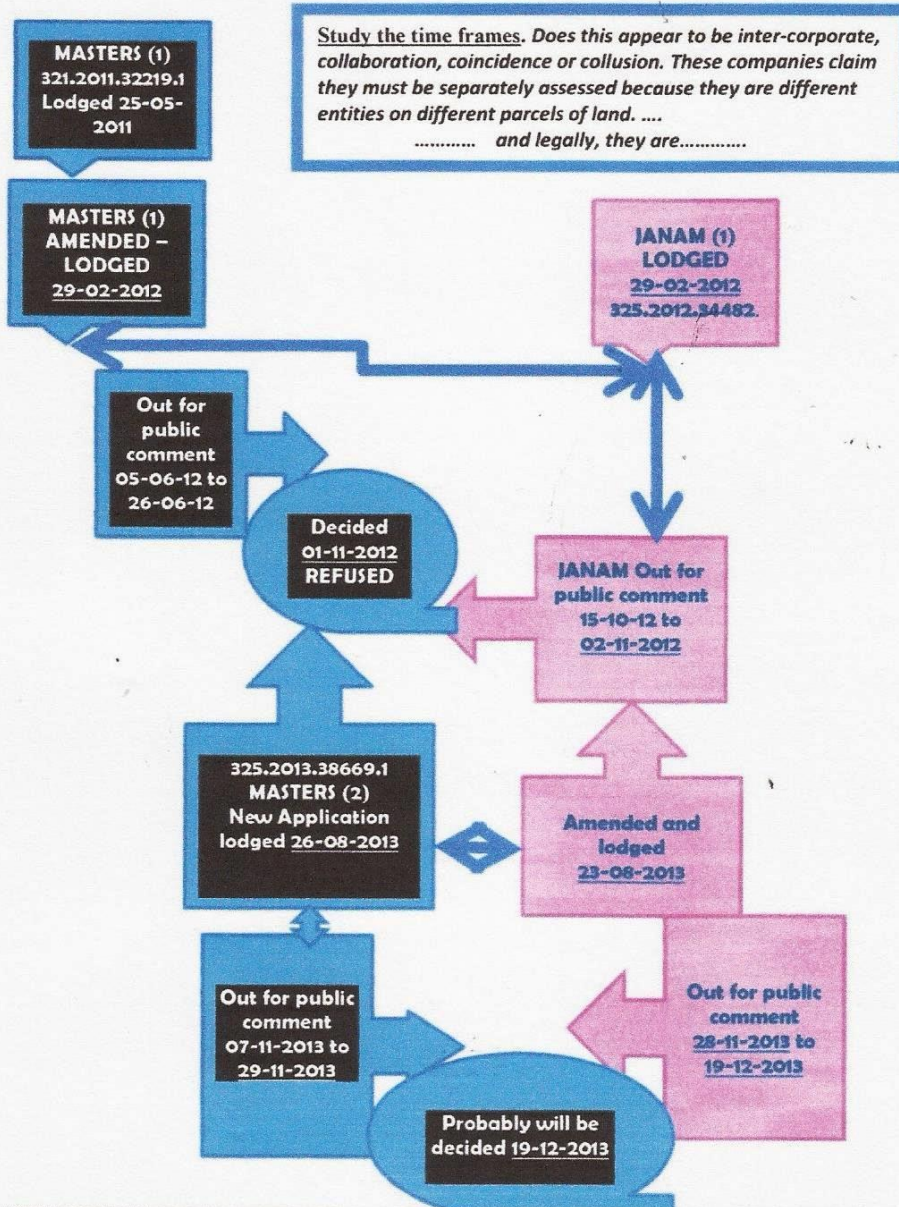 MASTERS (1)
321.2011.32219.1
Lodged 25-05-
2011
Study the time frames. Does this appear to be inter-corporate,
collaboration, coincidence or collusion. These companies claim
they must be separately assessed because they are different
entities on different parcels of land. ....
............ and legally, they are.............
MASTERS (1)
AMENDED –
LODGED
29-02-2012
JANAM (1)
LODGED
29-02-2012
325.2012.34482.
Out for
public
comment
05-06-12 to
26-06-12
Decided
01-11-2012
REFUSED
JANAM Out for
public comment
15-10-12 to
02-11-2012
325.2013.38669.1
MASTERS (2)
New Application
lodged 26-08-2013
Amended and
lodged
23-08-2013
Out for public
comment
07-11-2013 to
29-11-2013
Out for public
comment
28-11-2013 to
19-12-2013
Probably will be
decided 19-12-2013